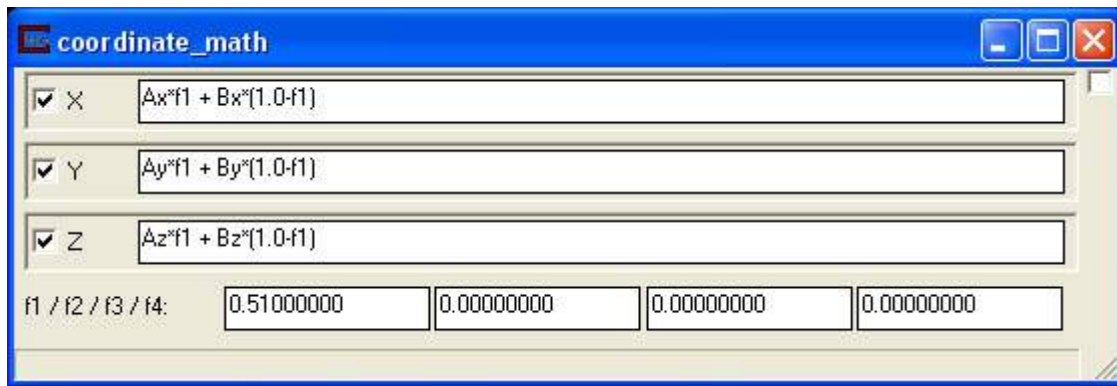 coordinate_math
X Ax*f1 + Bx*(1.0-f1)
Y Ay*f1 + By*(1.0-f1)
Z Az*f1 + Bz*(1.0-f1)
f1 / f2 / f3 / f4: 0.51000000 0.00000000 0.00000000 0.00000000